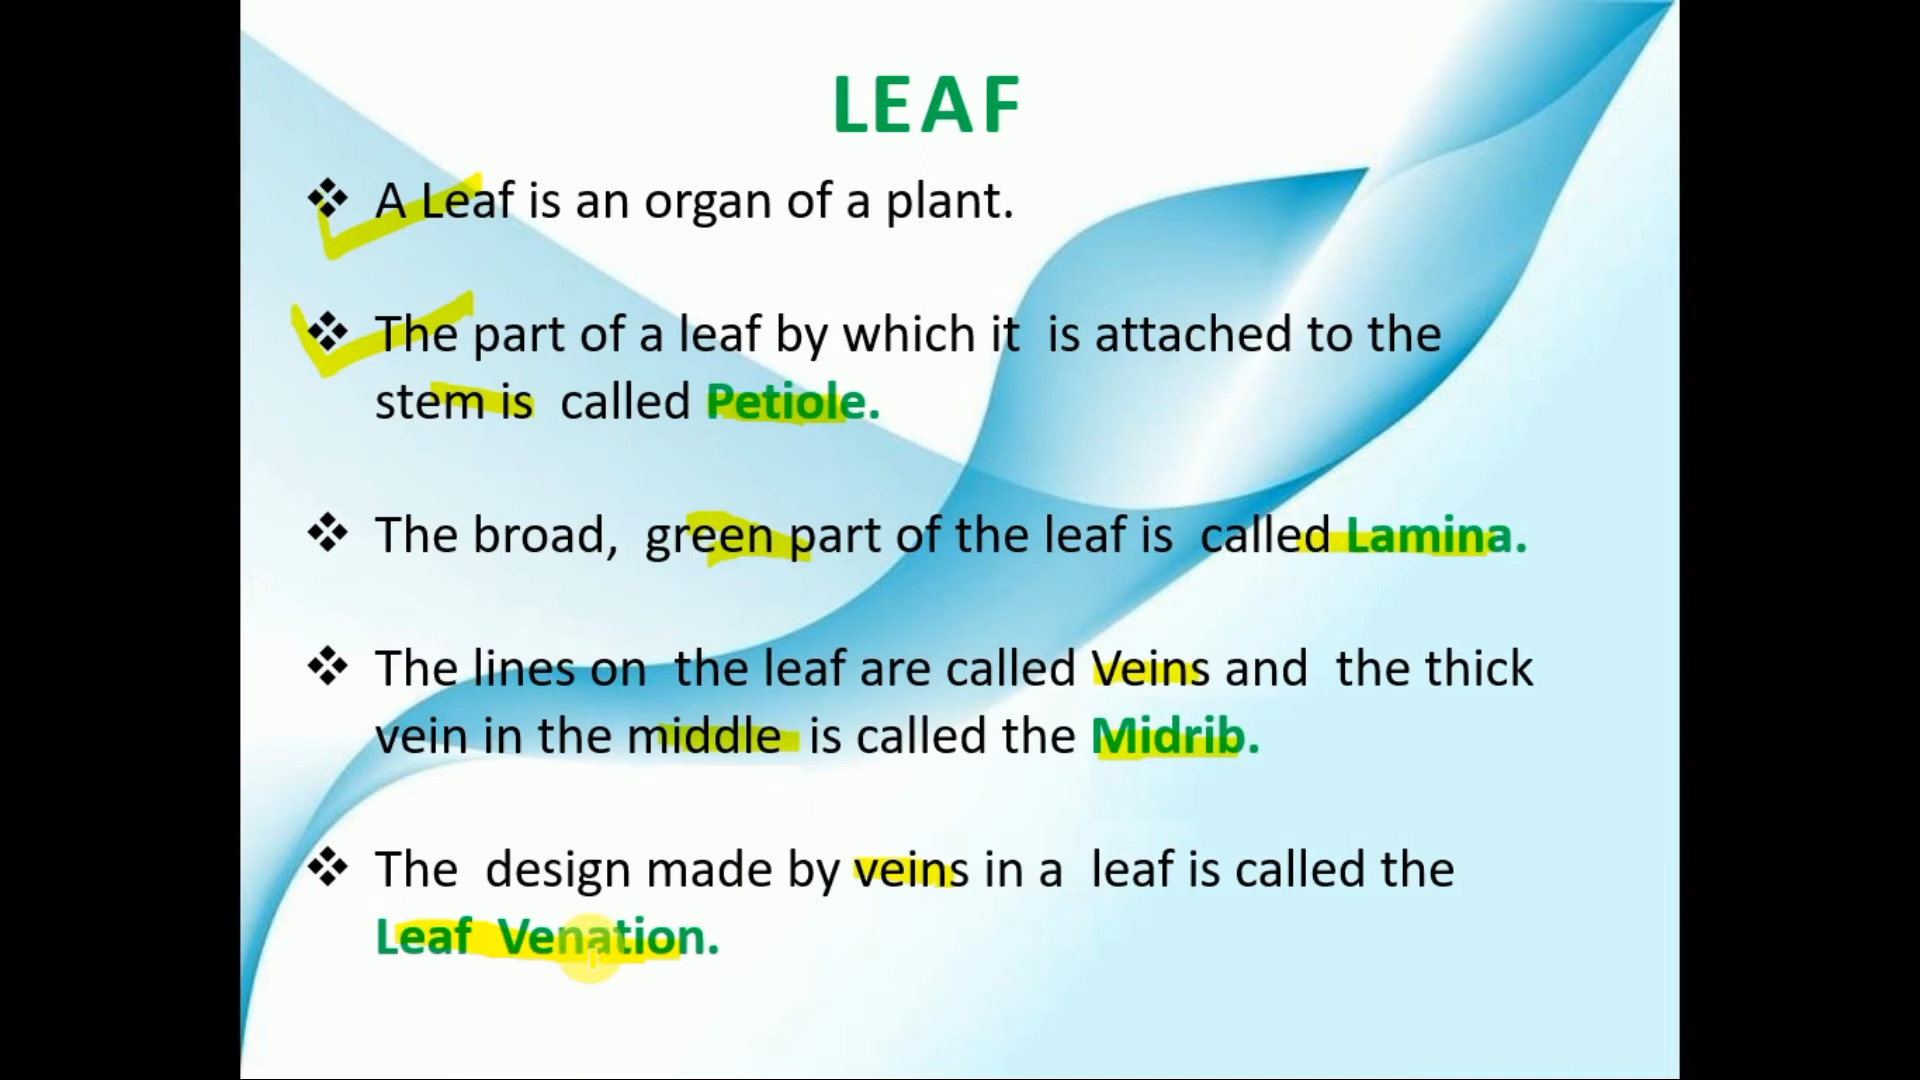 LEAF
❖ A Leaf is an organ of a plant.
❖ The part of a leaf by which it is attached to the
stem is called Petiole.
❖ The broad, green part of the leaf is called Lamina.
❖ The lines on the leaf are called Veins and the thick
vein in the middle is called the Midrib.
❖ The design made by veins in a leaf is called the
Leaf Venation.